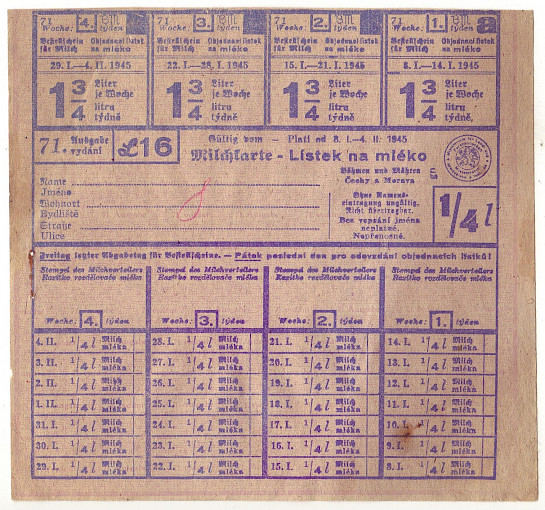 71. Woche: 4. týden 71. Woche: 3. týden 71. Woche: 2. týden 71. Woche: 1. týden a
Bestellschein für Milch Objednací lístek na mléko Bestellschein für Milch Objednací lístek na mléko Bestellschein für Milch Objednací lístek na mléko Bestellschein für Milch Objednací lístek na mléko
29. I.—4. II. 1945 22. I.—28. I. 1945 15. I.—21. I. 1945 8. I.—14. I. 1945
1 3/4 Liter je Woche litru týdně 1 3/4 Liter je Woche litru týdně 1 3/4 Liter je Woche litru týdně 1 3/4 Liter je Woche litru týdně
71. Ausgabe vydání L16 Gültig vom — Platí od 8. I.—4. II. 1945
Milchkarte - Lístek na mléko
Böhmen und Mähren
Čechy a Morava
Name
Jméno
Wohnort
Bydliště
Straße
Ulice
Ohne Namens-
eintragung ungültig.
Nicht übertragbar.
Bez vepsání jména
neplatné.
Nepřenosné.
1/4 l
Freitag letzter Abgabetag für Bestellscheine. — Pátek poslední den pro odevzdání objednacích lístků!
Stempel des Milchverteilers Stempel des Milchverteilers Stempel des Milchverteilers Stempel des Milchverteilers
Razítko rozdělovače mléka Razítko rozdělovače mléka Razítko rozdělovače mléka Razítko rozdělovače mléka
Woche: 4. týden Woche: 3. týden Woche: 2. týden Woche: 1. týden
4. II. 1/4 l Milch mléka 28. I. 1/4 l Milch mléka 21. I. 1/4 l Milch mléka 14. I. 1/4 l Milch mléka
3. II. 1/4 l Milch mléka 27. I. 1/4 l Milch mléka 20. I. 1/4 l Milch mléka 13. I. 1/4 l Milch mléka
2. II. 1/4 l Milch mléka 26. I. 1/4 l Milch mléka 19. I. 1/4 l Milch mléka 12. I. 1/4 l Milch mléka
1. II. 1/4 l Milch mléka 25. I. 1/4 l Milch mléka 18. I. 1/4 l Milch mléka 11. I. 1/4 l Milch mléka
31. I. 1/4 l Milch mléka 24. I. 1/4 l Milch mléka 17. I. 1/4 l Milch mléka 10. I. 1/4 l Milch mléka
30. I. 1/4 l Milch mléka 23. I. 1/4 l Milch mléka 16. I. 1/4 l Milch mléka 9. I. 1/4 l Milch mléka
29. I. 1/4 l Milch mléka 22. I. 1/4 l Milch mléka 15. I. 1/4 l Milch mléka 8. I. 1/4 l Milch mléka